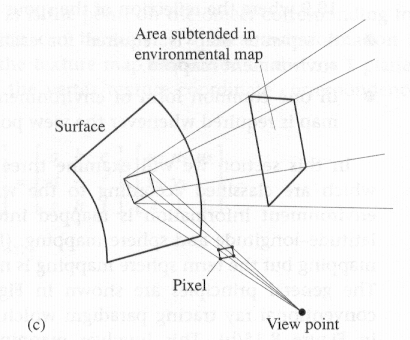 Area subtended in
environmental map
Surface
Pixel
(c)
View point